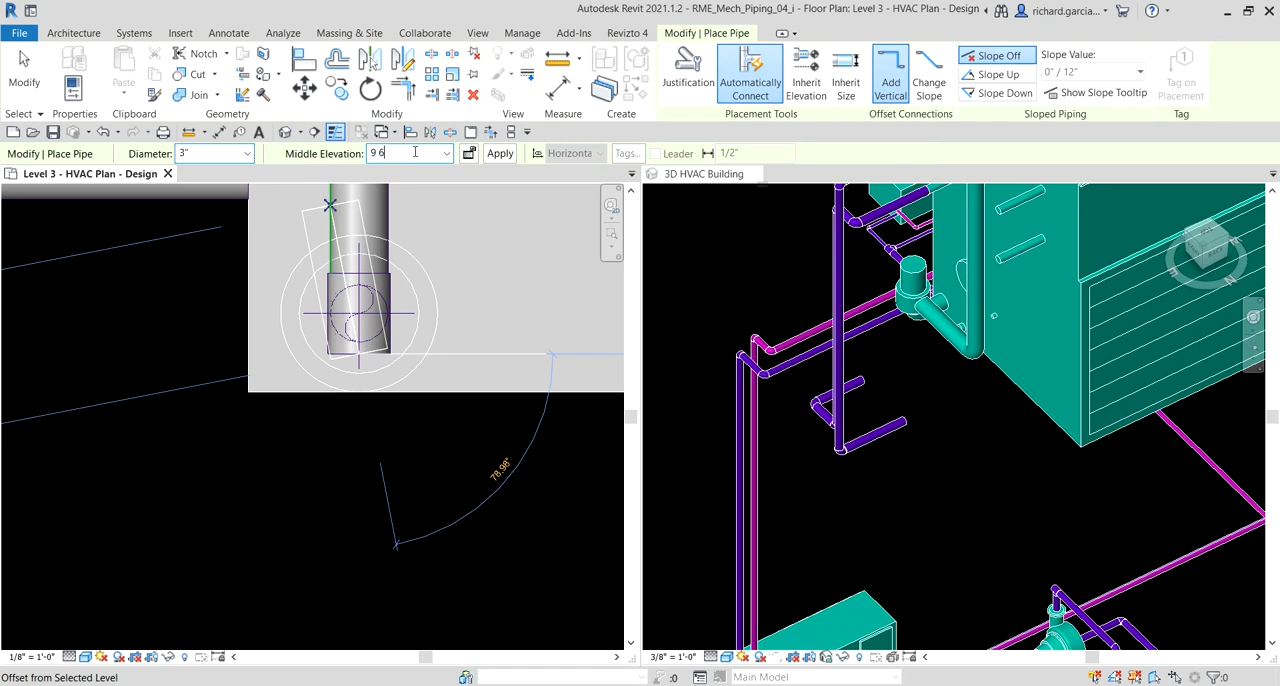 Autodesk Revit 2021.1.2 - RME_Mech_Piping_04_i - Floor Plan: Level 3 - HVAC Plan - Design
richard.garcia...
File Architecture Systems Insert Annotate Analyze Massing & Site Collaborate View Manage Add-Ins Revizto 4 Modify | Place Pipe
Modify
Paste
Notch
Cut
Join
Justification
Automatically Connect
Inherit Elevation
Inherit Size
Add Vertical
Change Slope
Slope Off
Slope Up
Slope Down
Slope Value:
0" / 12"
Show Slope Tooltip
Tag on Placement
Select Properties Clipboard Geometry Modify View Measure Create Placement Tools Offset Connections Sloped Piping Tag
Modify | Place Pipe Diameter: 3" Middle Elevation: 9 6 Apply Horizonta Tags... Leader 1/2"
Level 3 - HVAC Plan - Design 3D HVAC Building
78.98°
1/8" = 1'-0" 3/8" = 1'-0"
Offset from Selected Level :0 Main Model :0